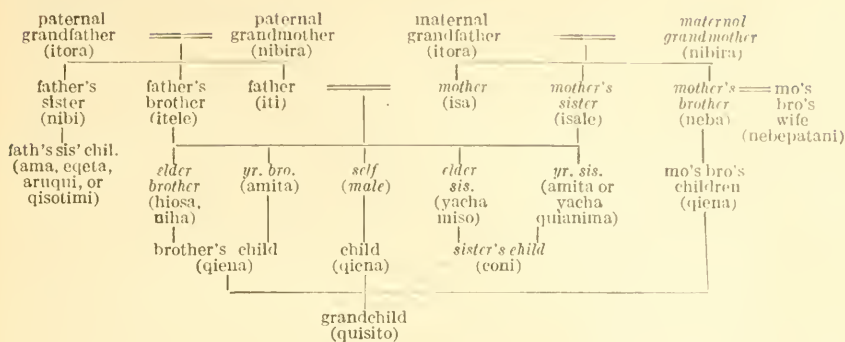 paternal grandfather (itora)
paternal grandmother (nibira)
maternal grandfather (itora)
maternal grandmother (nibira)
father's sister (nibi)
father's brother (itele)
father (iti)
mother (isa)
mother's sister (isale)
mother's brother (neba)
mo's bro's wife (nebepatani)
fath's sis' chil. (ama, eqeta, aruqui, or qisotimi)
elder brother (hiosa, niha)
yr. bro. (amita)
self (male)
elder sis. (yacha miso)
yr. sis. (amita or yacha quianima)
mo's bro's children (qiena)
brother's child (qiena)
child (qiena)
sister's child (coni)
grandchild (quisito)